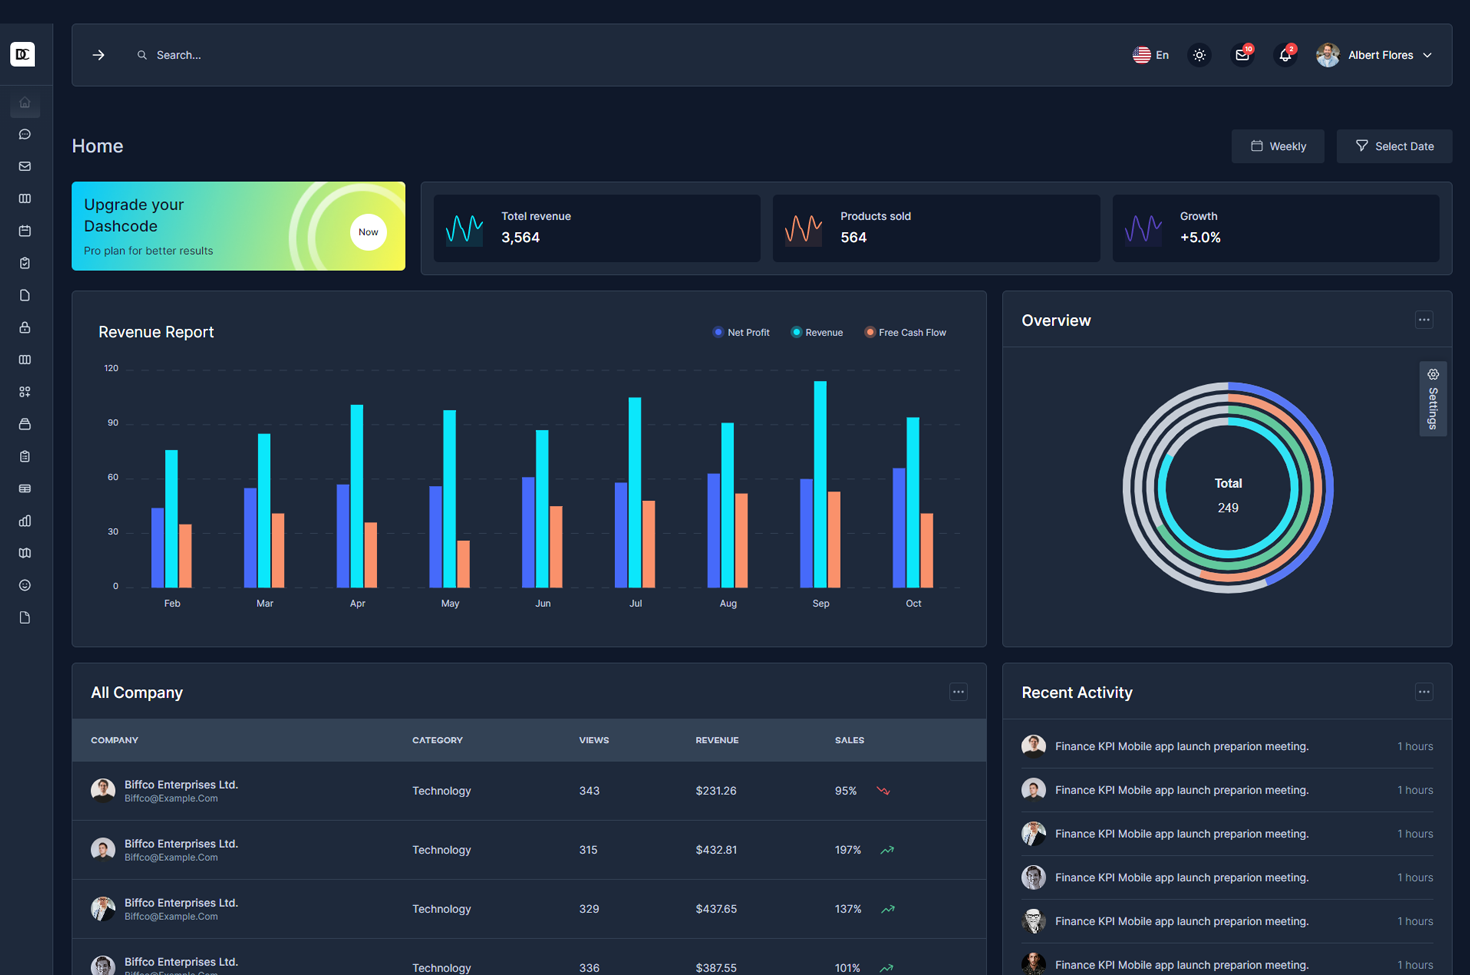 DC
Search...
En
10
2
Albert Flores
Home
Weekly
Select Date
Upgrade your
Dashcode
Pro plan for better results
Now
Totel revenue
3,564
Products sold
564
Growth
+5.0%
Revenue Report
Net Profit
Revenue
Free Cash Flow
120
90
60
30
0
Feb
Mar
Apr
May
Jun
Jul
Aug
Sep
Oct
Overview
Settings
Total
249
All Company
COMPANY CATEGORY VIEWS REVENUE SALES
Biffco Enterprises Ltd.
Biffco@Example.Com
Technology 343 $231.26 95%
Biffco Enterprises Ltd.
Biffco@Example.Com
Technology 315 $432.81 197%
Biffco Enterprises Ltd.
Biffco@Example.Com
Technology 329 $437.65 137%
Biffco Enterprises Ltd.
Biffco@Example.Com
Technology 336 $387.55 101%
Recent Activity
Finance KPI Mobile app launch preparion meeting. 1 hours
Finance KPI Mobile app launch preparion meeting. 1 hours
Finance KPI Mobile app launch preparion meeting. 1 hours
Finance KPI Mobile app launch preparion meeting. 1 hours
Finance KPI Mobile app launch preparion meeting. 1 hours
Finance KPI Mobile app launch preparion meeting. 1 hours